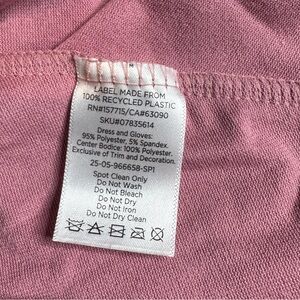 LABEL MADE FROM
100% RECYCLED PLASTIC
RN#157715/CA#63090
SKU#07835614
Dress and Gloves:
95% Polyester, 5% Spandex.
Center Bodice: 100% Polyester.
Exclusive of Trim and Decoration.
25-05-966658-SP1
Spot Clean Only
Do Not Wash
Do Not Bleach
Do Not Dry
Do Not Iron
Do Not Dry Clean